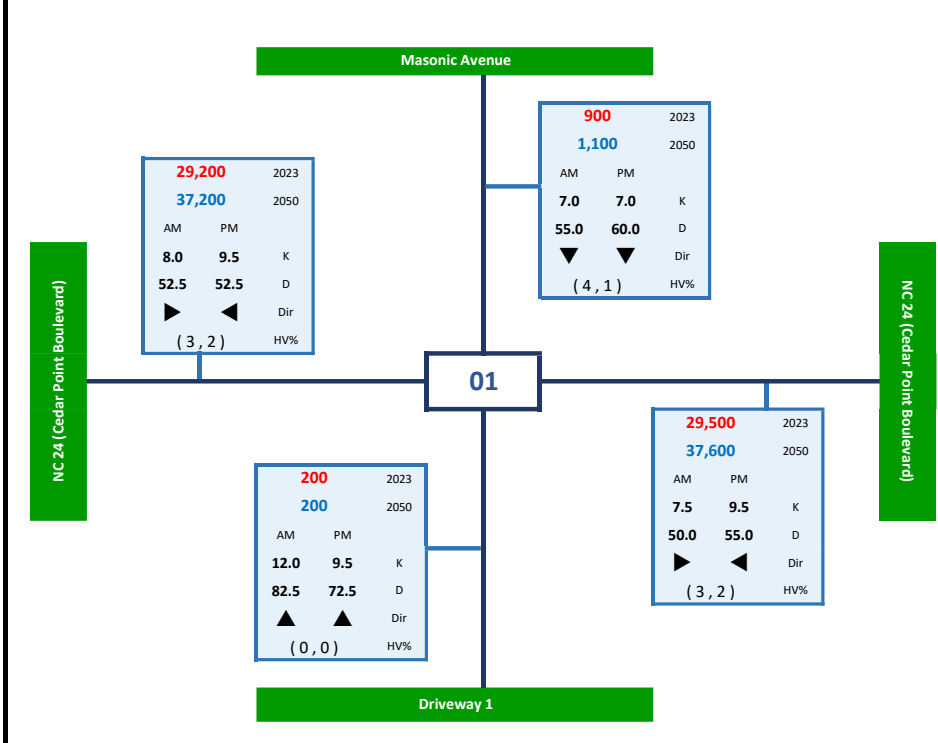 Masonic Avenue
900 2023
1,100 2050
AM PM
7.0 7.0 K
55.0 60.0 D
▼ ▼ Dir
( 4 , 1 ) HV%
29,200 2023
37,200 2050
AM PM
8.0 9.5 K
52.5 52.5 D
▶ ◀ Dir
( 3 , 2 ) HV%
NC 24 (Cedar Point Boulevard)
01
NC 24 (Cedar Point Boulevard)
29,500 2023
37,600 2050
AM PM
7.5 9.5 K
50.0 55.0 D
▶ ◀ Dir
( 3 , 2 ) HV%
200 2023
200 2050
AM PM
12.0 9.5 K
82.5 72.5 D
▲ ▲ Dir
( 0 , 0 ) HV%
Driveway 1